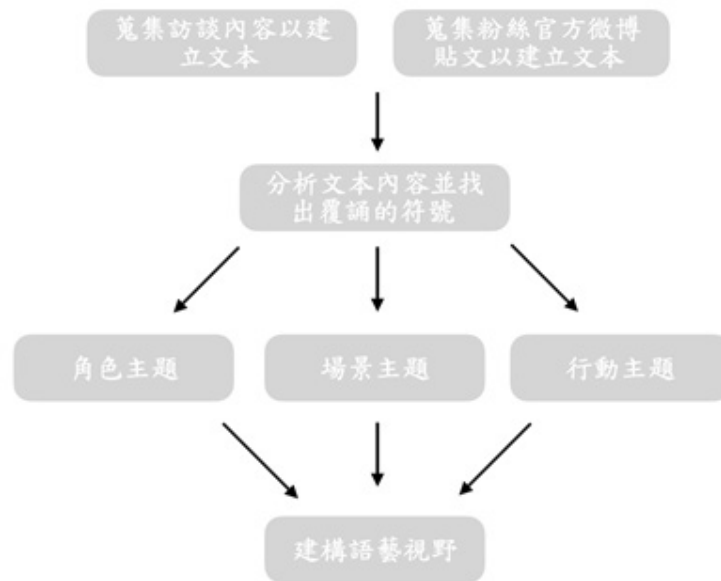 蒐集訪談內容以建
立文本
蒐集粉絲官方微博
貼文以建立文本
分析文本內容並找
出覆誦的符號
角色主題
場景主題
行動主題
建構語藝視野